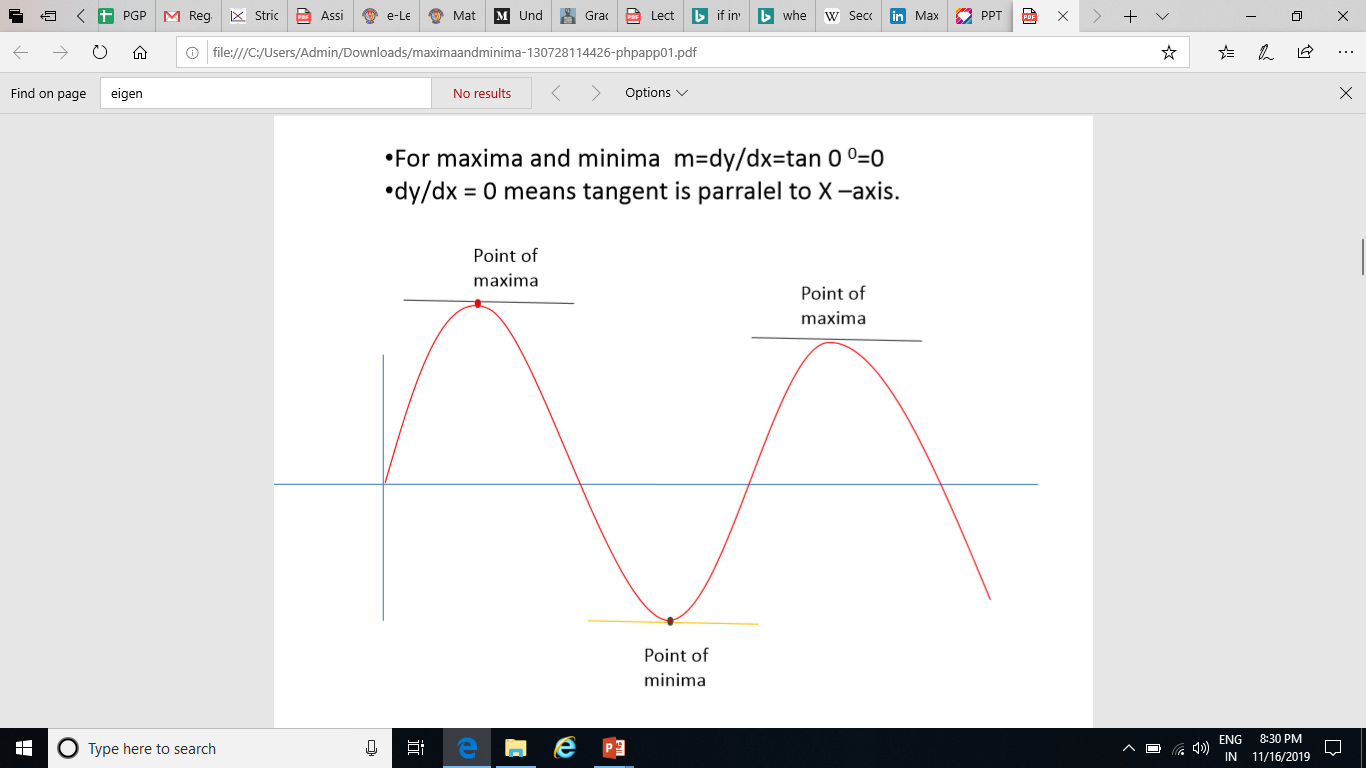 PGP
Reg
Stric
Assi
e-Le
Mat
M Und
Grac
Lect
if inv
whe
W Secc
in Max
PPT
file:///C:/Users/Admin/Downloads/maximaandminima-130728114426-phpapp01.pdf
Find on page eigen No results Options
•For maxima and minima m=dy/dx=tan 0 ⁰=0
•dy/dx = 0 means tangent is parralel to X –axis.
Point of
maxima
Point of
maxima
Point of
minima
Type here to search
ENG
IN
8:30 PM
11/16/2019